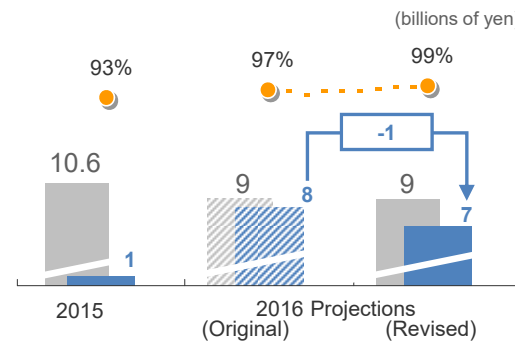 (billions of yen
93%
97%
99%
-1
10.6
9
8
9
7
1
2015
2016 Projections
(Original)
(Revised)